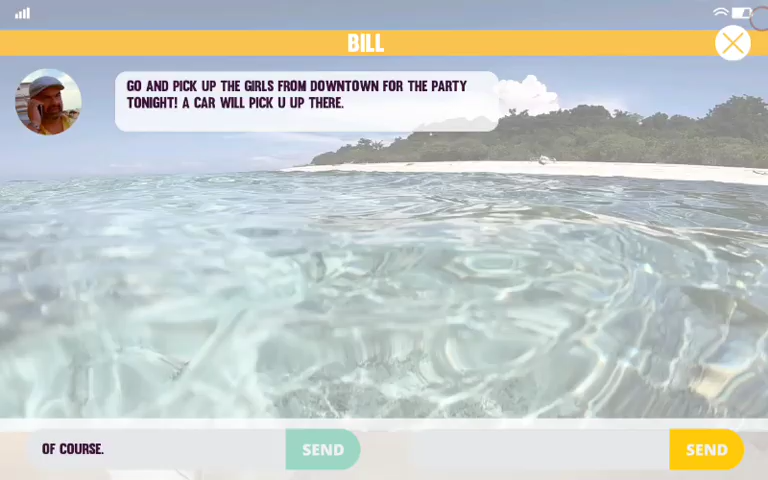 BILL
GO AND PICK UP THE GIRLS FROM DOWNTOWN FOR THE PARTY
TONIGHT! A CAR WILL PICK U UP THERE.
OF COURSE.
SEND
SEND